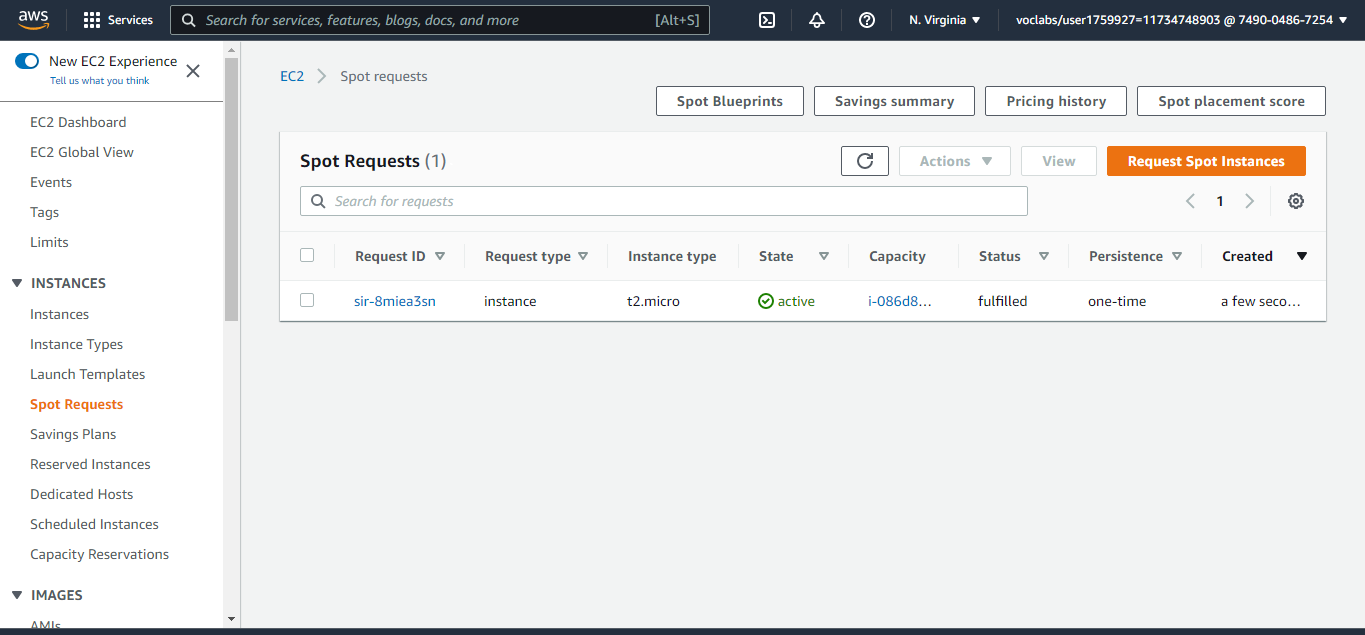 aws
Services
Search for services, features, blogs, docs, and more [Alt+S]
N. Virginia
voclabs/user1759927=11734748903 @ 7490-0486-7254
New EC2 Experience
Tell us what you think
EC2 Dashboard
EC2 Global View
Events
Tags
Limits
INSTANCES
Instances
Instance Types
Launch Templates
Spot Requests
Savings Plans
Reserved Instances
Dedicated Hosts
Scheduled Instances
Capacity Reservations
IMAGES
AMIs
EC2 Spot requests
Spot Blueprints Savings summary Pricing history Spot placement score
Spot Requests (1)
Actions View Request Spot Instances
Search for requests
1
Request ID Request type Instance type State Capacity Status Persistence Created
sir-8miea3sn instance t2.micro active i-086d8… fulfilled one-time a few seco…